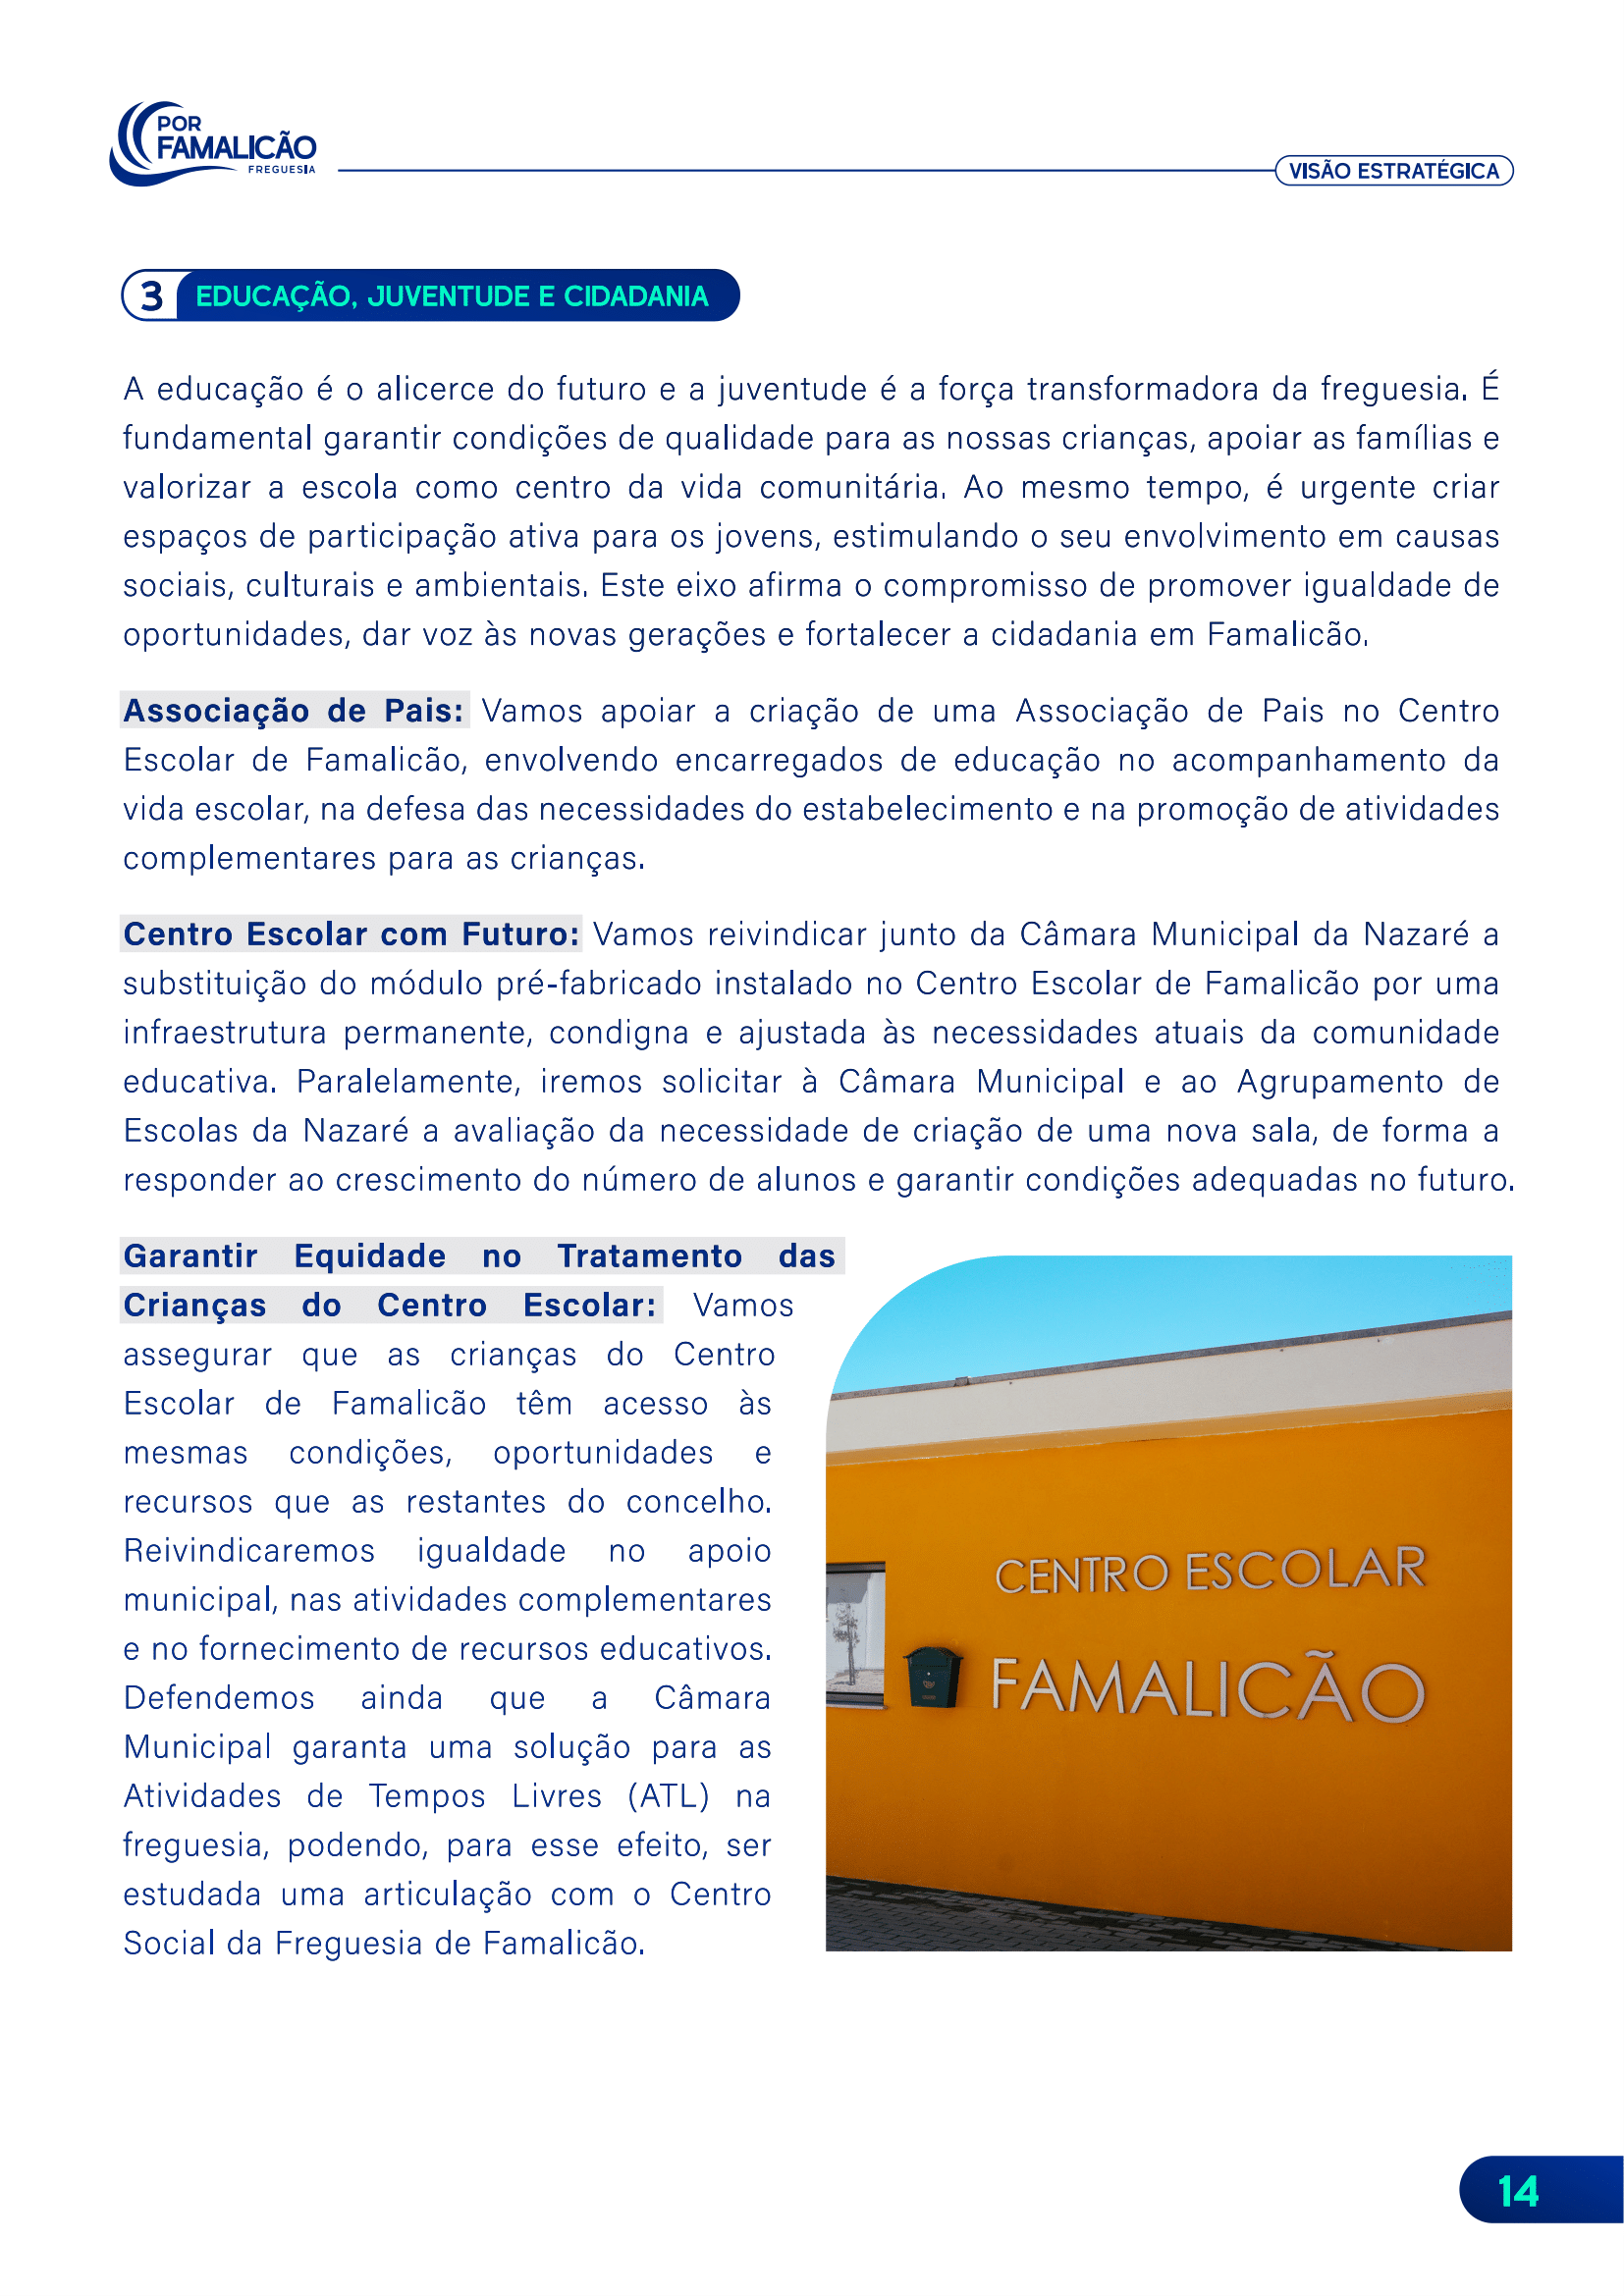 POR
FAMALICÃO
FREGUESIA
VISÃO ESTRATÉGICA
3 EDUCAÇÃO, JUVENTUDE E CIDADANIA
A educação é o alicerce do futuro e a juventude é a força transformadora da freguesia. É
fundamental garantir condições de qualidade para as nossas crianças, apoiar as famílias e
valorizar a escola como centro da vida comunitária. Ao mesmo tempo, é urgente criar
espaços de participação ativa para os jovens, estimulando o seu envolvimento em causas
sociais, culturais e ambientais. Este eixo afirma o compromisso de promover igualdade de
oportunidades, dar voz às novas gerações e fortalecer a cidadania em Famalicão.
Associação de Pais: Vamos apoiar a criação de uma Associação de Pais no Centro
Escolar de Famalicão, envolvendo encarregados de educação no acompanhamento da
vida escolar, na defesa das necessidades do estabelecimento e na promoção de atividades
complementares para as crianças.
Centro Escolar com Futuro: Vamos reivindicar junto da Câmara Municipal da Nazaré a
substituição do módulo pré-fabricado instalado no Centro Escolar de Famalicão por uma
infraestrutura permanente, condigna e ajustada às necessidades atuais da comunidade
educativa. Paralelamente, iremos solicitar à Câmara Municipal e ao Agrupamento de
Escolas da Nazaré a avaliação da necessidade de criação de uma nova sala, de forma a
responder ao crescimento do número de alunos e garantir condições adequadas no futuro.
Garantir Equidade no Tratamento das
Crianças do Centro Escolar: Vamos
assegurar que as crianças do Centro
Escolar de Famalicão têm acesso às
mesmas condições, oportunidades e
recursos que as restantes do concelho.
Reivindicaremos igualdade no apoio
municipal, nas atividades complementares
e no fornecimento de recursos educativos.
Defendemos ainda que a Câmara
Municipal garanta uma solução para as
Atividades de Tempos Livres (ATL) na
freguesia, podendo, para esse efeito, ser
estudada uma articulação com o Centro
Social da Freguesia de Famalicão.
CENTRO ESCOLAR
FAMALICÃO
14